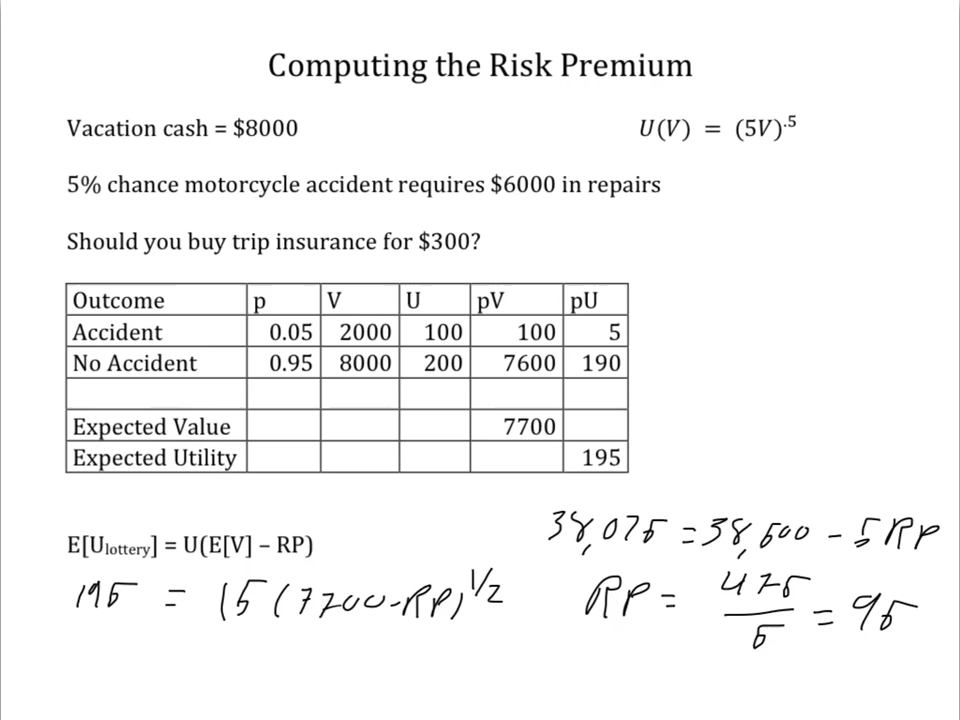 Computing the Risk Premium
Vacation cash = $8000
U(V) = (5V)^.5
5% chance motorcycle accident requires $6000 in repairs
Should you buy trip insurance for $300?
Outcome p V U pV pU
Accident 0.05 2000 100 100 5
No Accident 0.95 8000 200 7600 190
Expected Value 7700
Expected Utility 195
E[U_lottery] = U(E[V] – RP)
195 = (5(7700-RP)^1/2
38,025 = 38,500 - 5RP
RP = 475/5 = 95